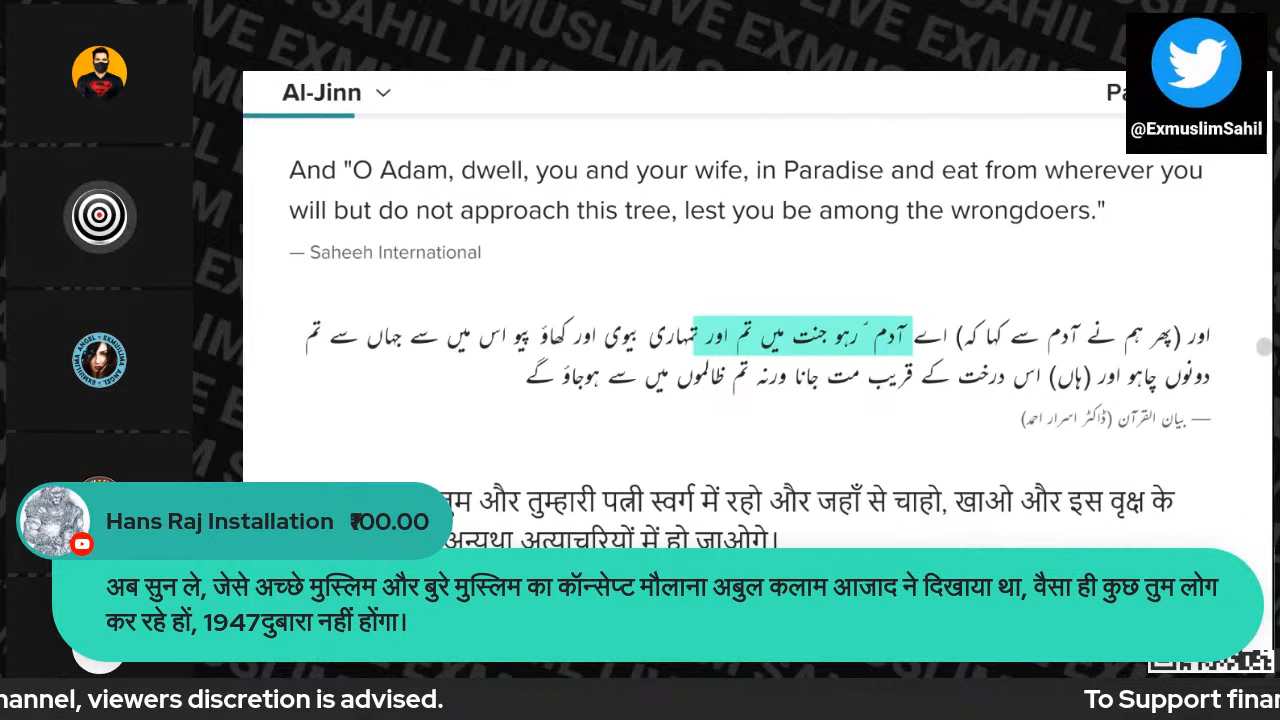 Al-Jinn
@ExmuslimSahil
And "O Adam, dwell, you and your wife, in Paradise and eat from wherever you
will but do not approach this tree, lest you be among the wrongdoers."
— Saheeh International
اور (پھر ہم نے آدم سے کہا کہ) اے آدم ؑ رہو جنت میں تم اور تمہاری بیوی اور کھاؤ پیو اس میں سے جہاں سے تم
دونوں چاہو اور (ہاں) اس درخت کے قریب مت جانا ورنہ تم ظالموں میں سے ہوجاؤ گے
— بیان القرآن (ڈاکٹر اسرار احمد)
तुम और तुम्हारी पत्नी स्वर्ग में रहो और जहाँ से चाहो, खाओ और इस वृक्ष के
अन्यथा अत्याचारियों में हो जाओगे।
Hans Raj Installation ₹100.00
अब सुन ले, जेसे अच्छे मुस्लिम और बुरे मुस्लिम का कॉन्सेप्ट मौलाना अबुल कलाम आजाद ने दिखाया था, वैसा ही कुछ तुम लोग
कर रहे हों, 1947दुबारा नहीं होंगा।
hannel, viewers discretion is advised.
To Support finan